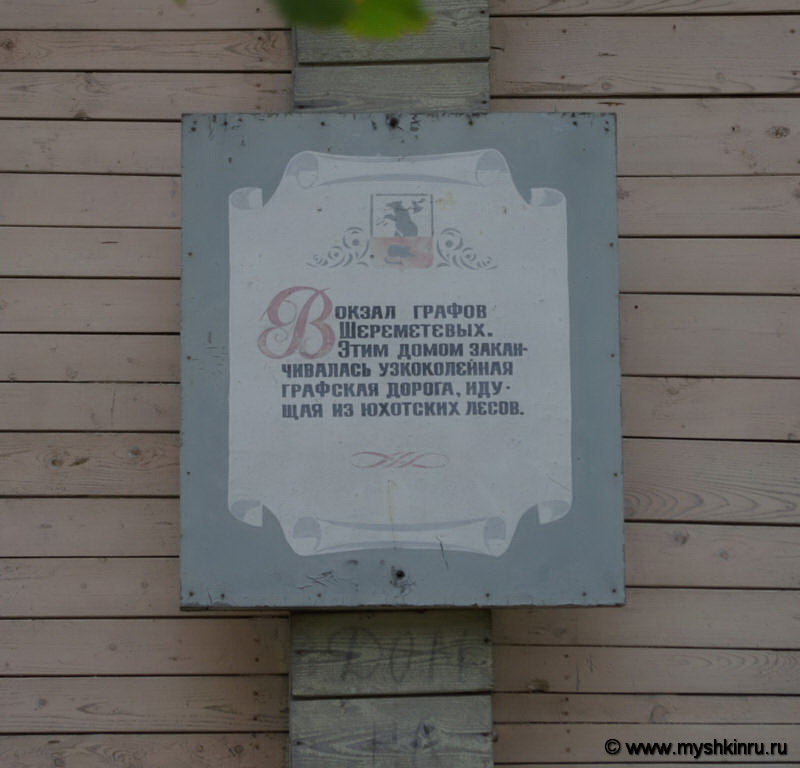 Вокзал графов
Шереметевых.
Этим домом закан-
чивалась узкоколейная
графская дорога, иду-
щая из юхотских лесов.
© www.myshkinru.ru